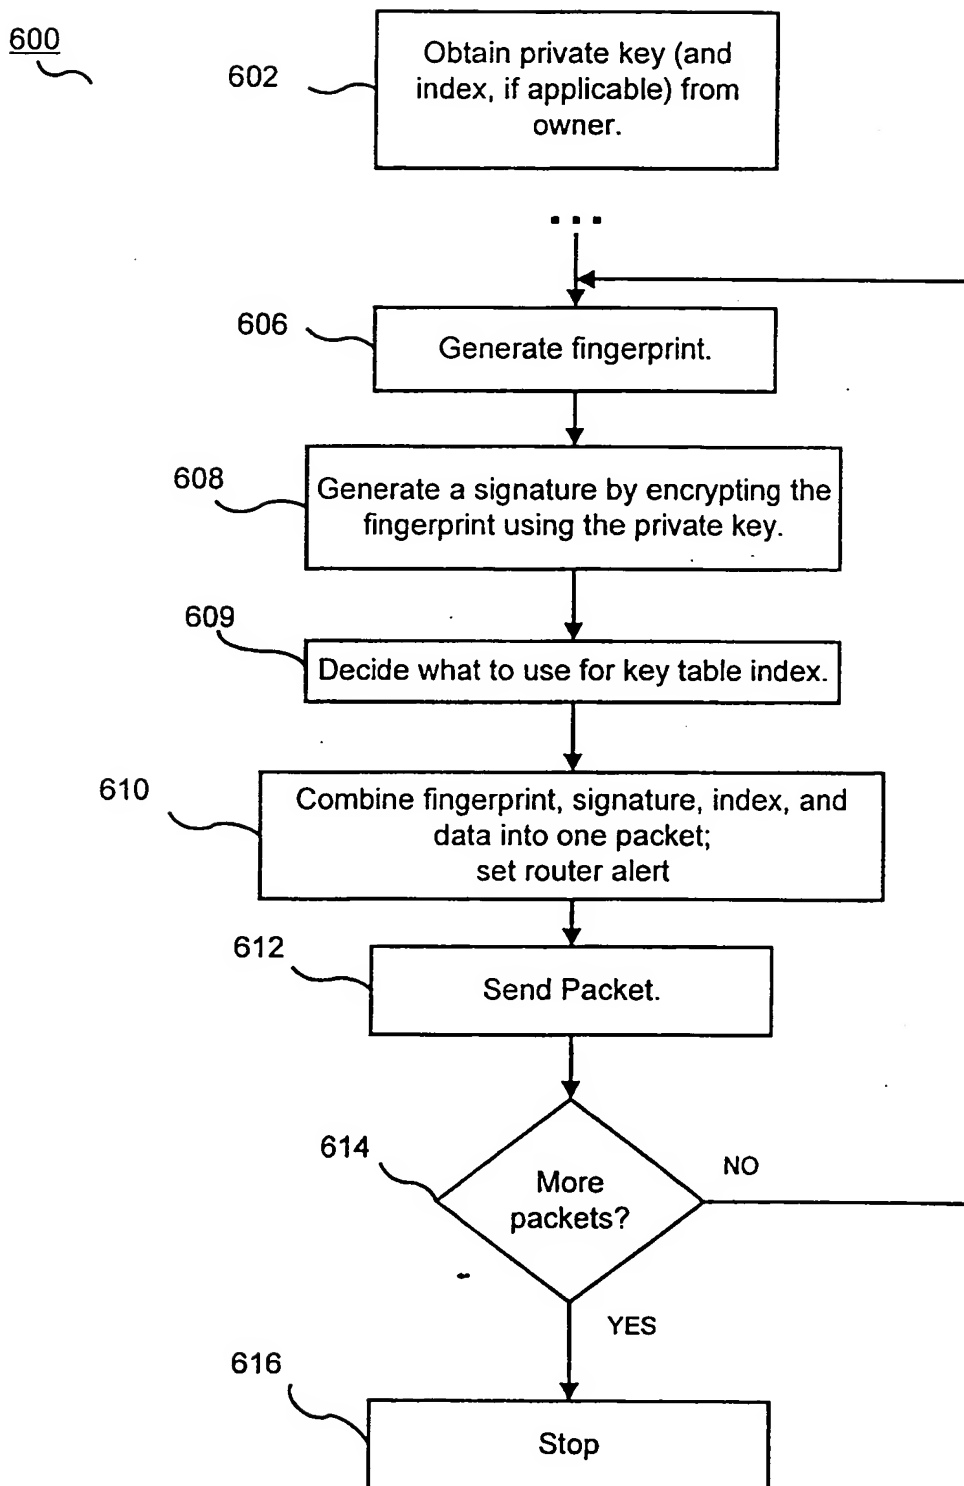 600
602
Obtain private key (and
index, if applicable) from
owner.
...
606
Generate fingerprint.
608
Generate a signature by encrypting the
fingerprint using the private key.
609
Decide what to use for key table index.
610
Combine fingerprint, signature, index, and
data into one packet;
set router alert
612
Send Packet.
614
More
packets?
NO
YES
616
Stop